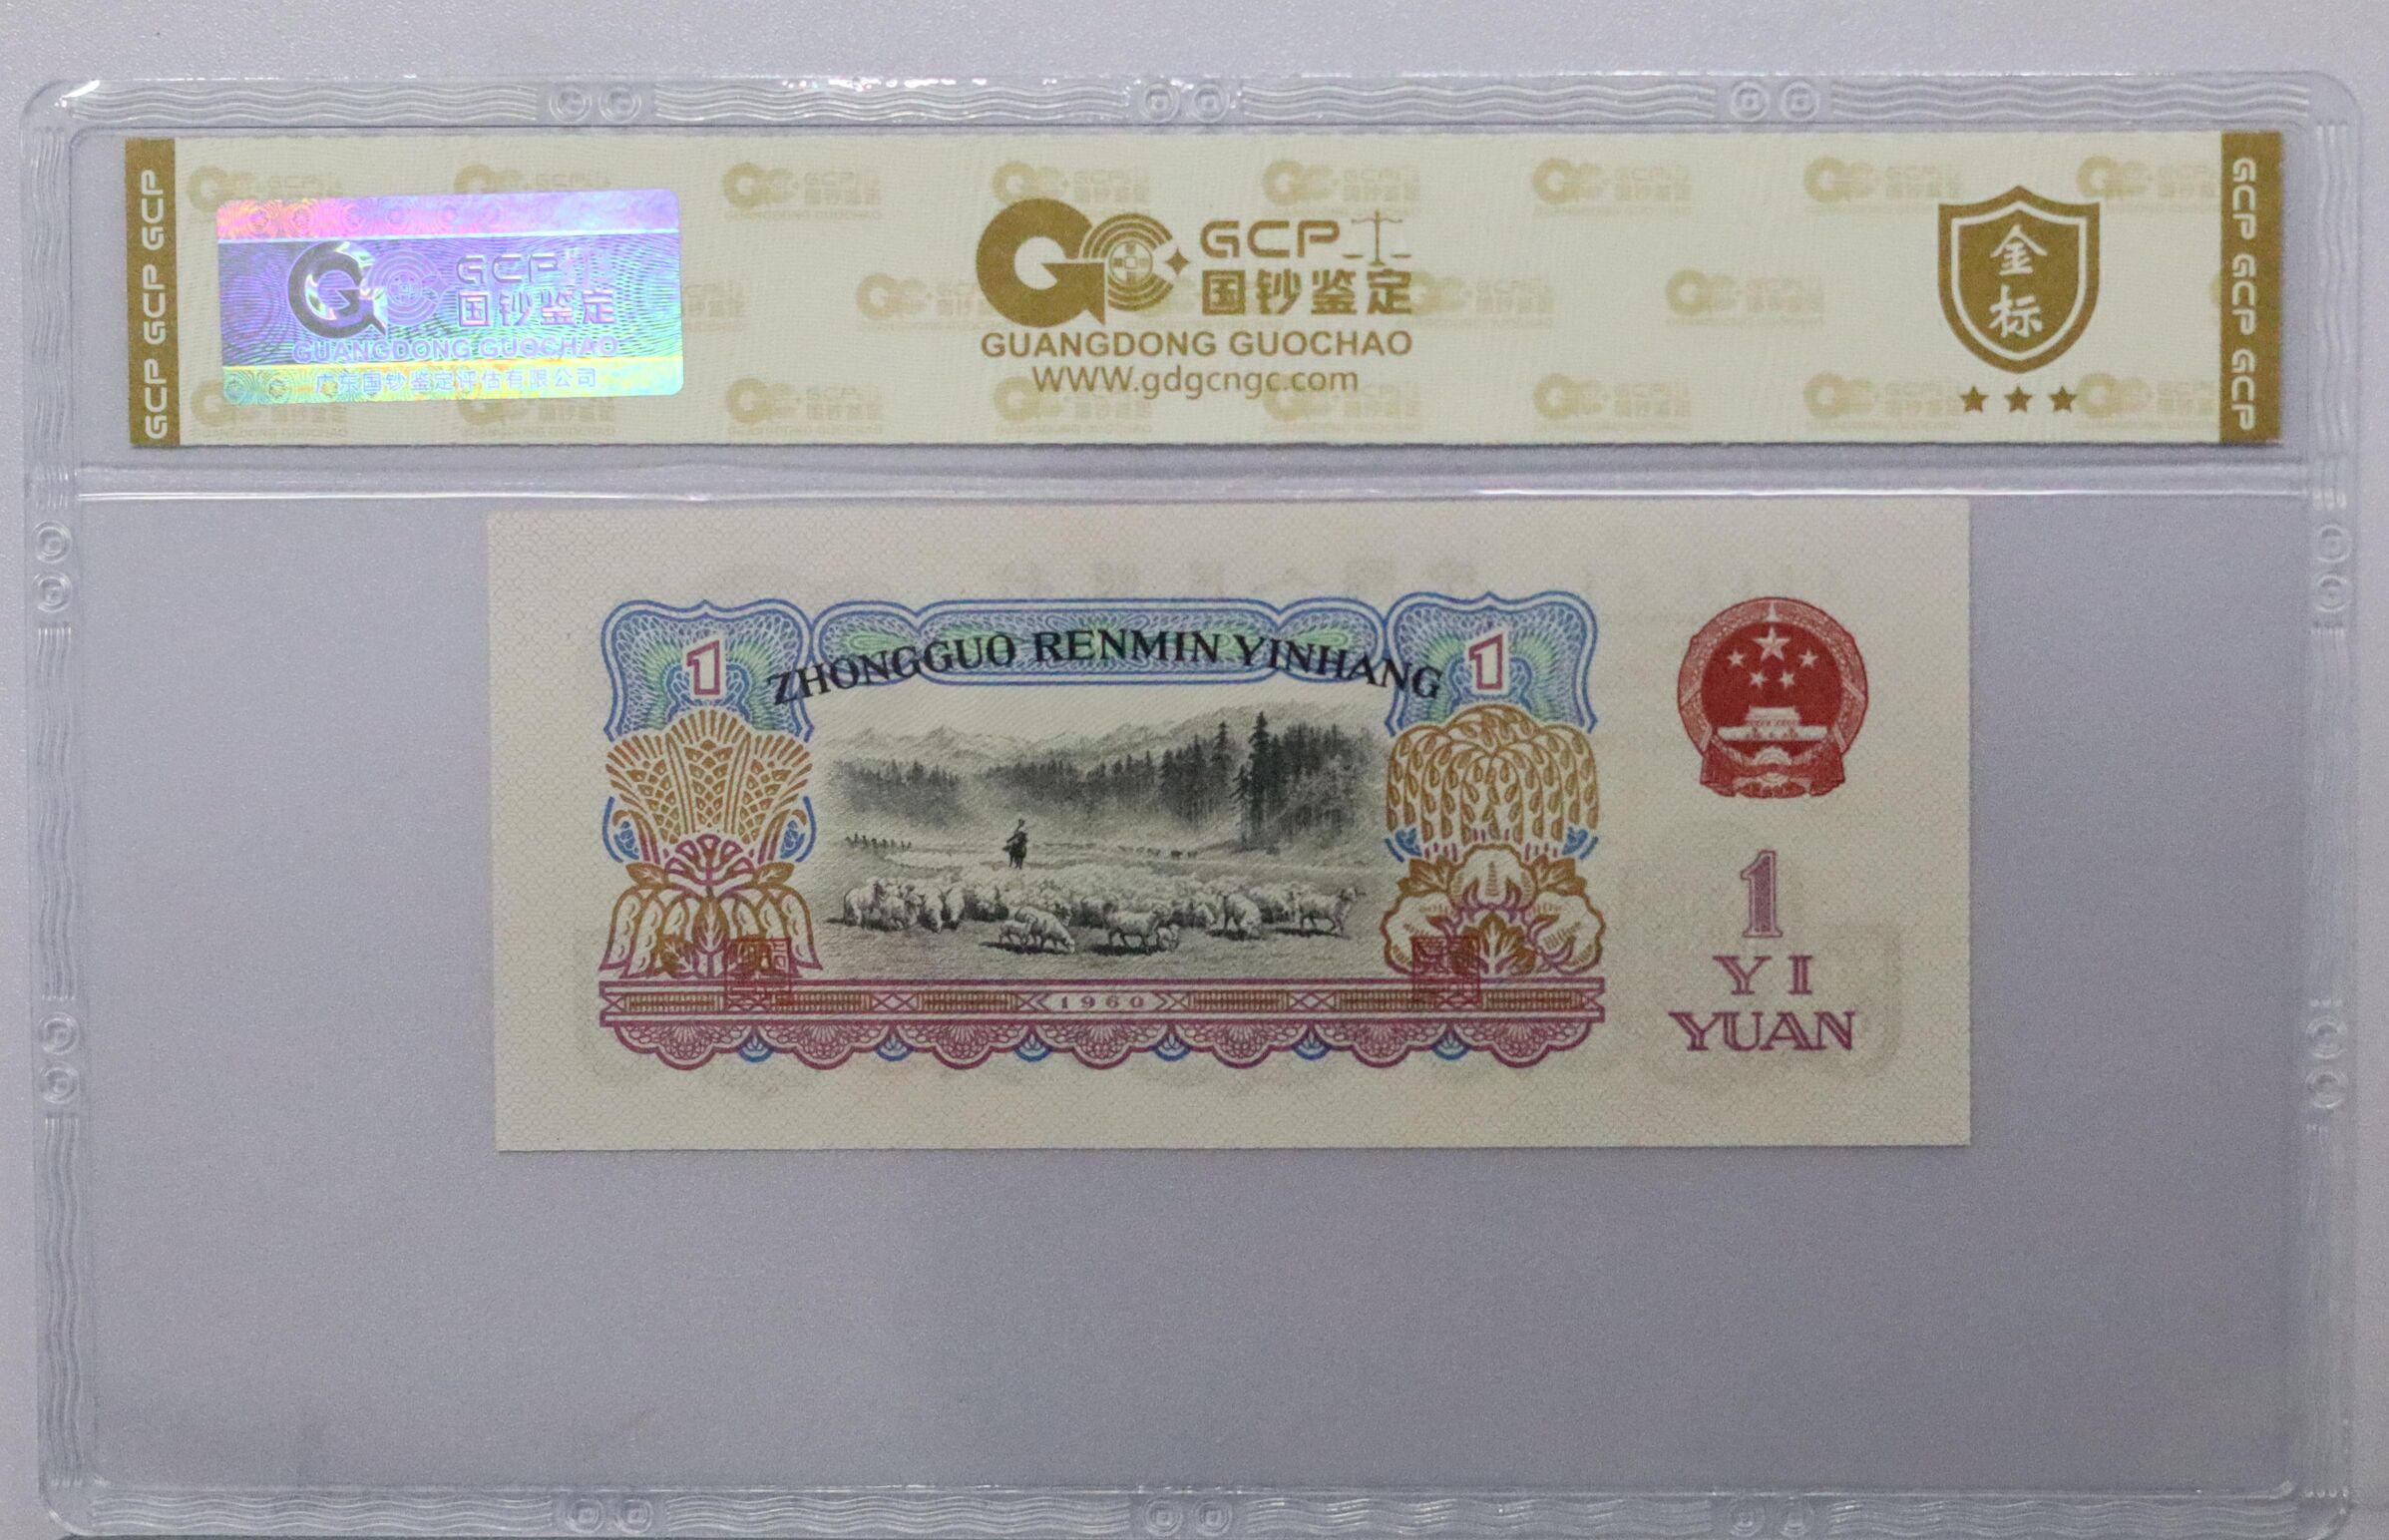 GCP GCP GCP
GCP
国钞鉴定
GUANGDONG GUOCHAO
广东国钞鉴定评估有限公司
GCP
国钞鉴定
GUANGDONG GUOCHAO
WWW.gdgcngc.com
金
标
GCP GCP GCP
1
ZHONGGUO RENMIN YINHANG
1
1960
1
YI
YUAN